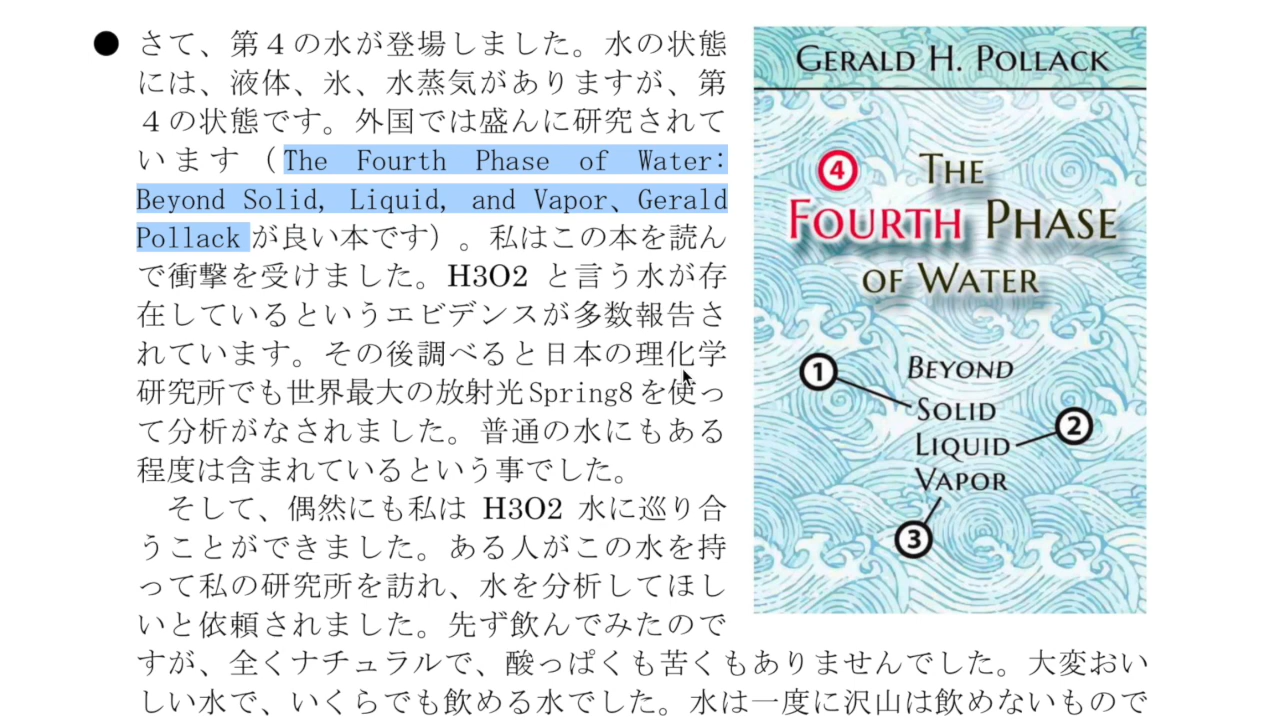 ● さて、第４の水が登場しました。水の状態
には、液体、氷、水蒸気がありますが、第
４の状態です。外国では盛んに研究されて
います（The Fourth Phase of Water:
Beyond Solid, Liquid, and Vapor、Gerald
Pollack が良い本です）。私はこの本を読ん
で衝撃を受けました。H3O2 と言う水が存
在しているというエビデンスが多数報告さ
れています。その後調べると日本の理化学
研究所でも世界最大の放射光Spring8を使っ
て分析がなされました。普通の水にもある
程度は含まれているという事でした。
そして、偶然にも私は H3O2 水に巡り合
うことができました。ある人がこの水を持
って私の研究所を訪れ、水を分析してほし
いと依頼されました。先ず飲んでみたので
すが、全くナチュラルで、酸っぱくも苦くもありませんでした。大変おい
しい水で、いくらでも飲める水でした。水は一度に沢山は飲めないもので
GERALD H. POLLACK
4 THE
FOURTH PHASE
OF WATER
1 BEYOND
SOLID
LIQUID 2
VAPOR
3